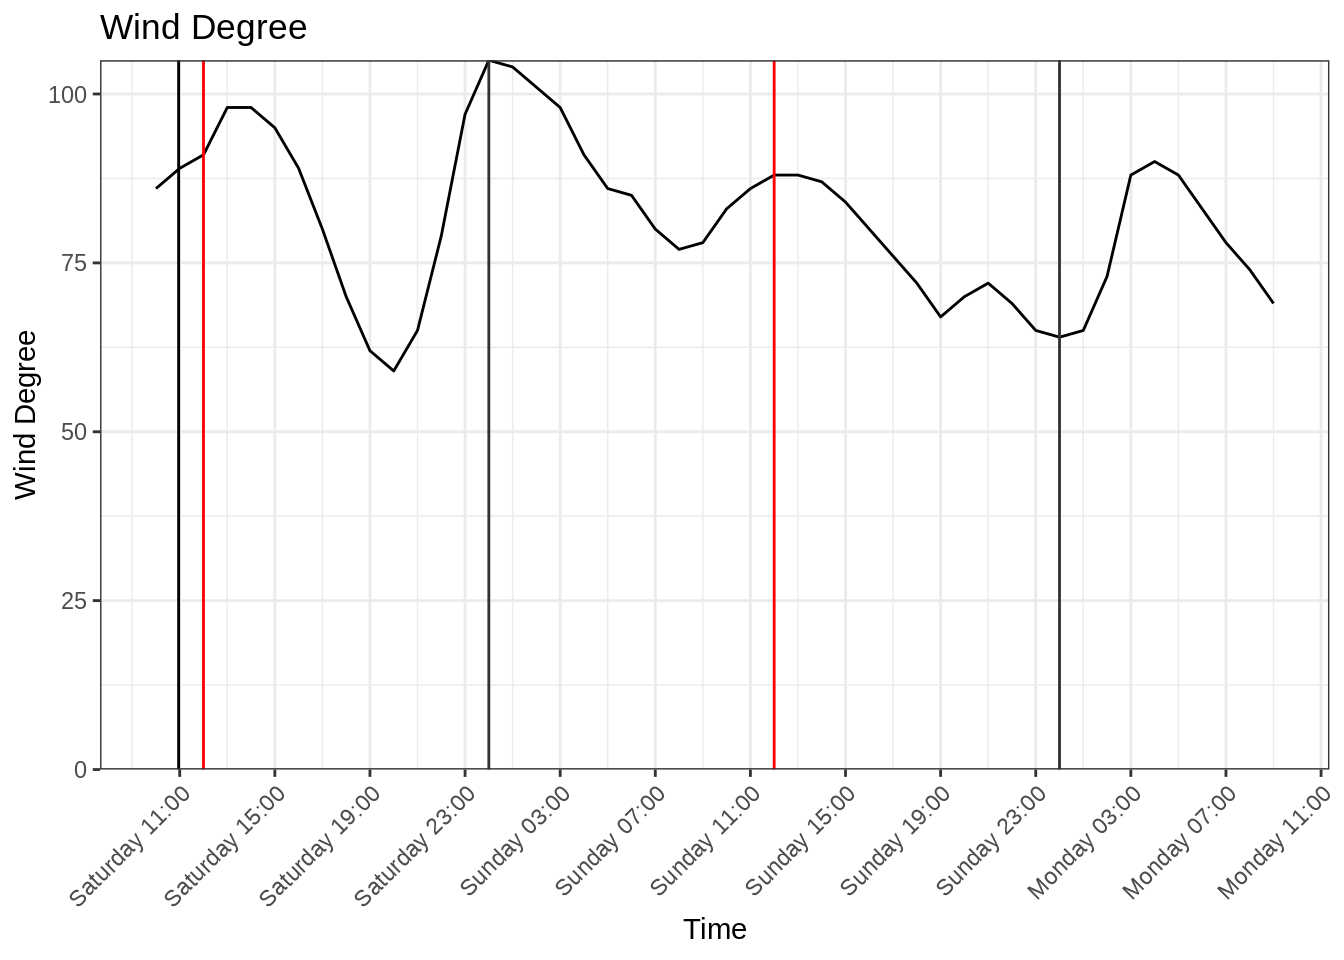 Wind Degree
Wind Degree
100
75
50
25
0
Saturday 11:00
Saturday 15:00
Saturday 19:00
Saturday 23:00
Sunday 03:00
Sunday 07:00
Sunday 11:00
Sunday 15:00
Sunday 19:00
Sunday 23:00
Monday 03:00
Monday 07:00
Monday 11:00
Time